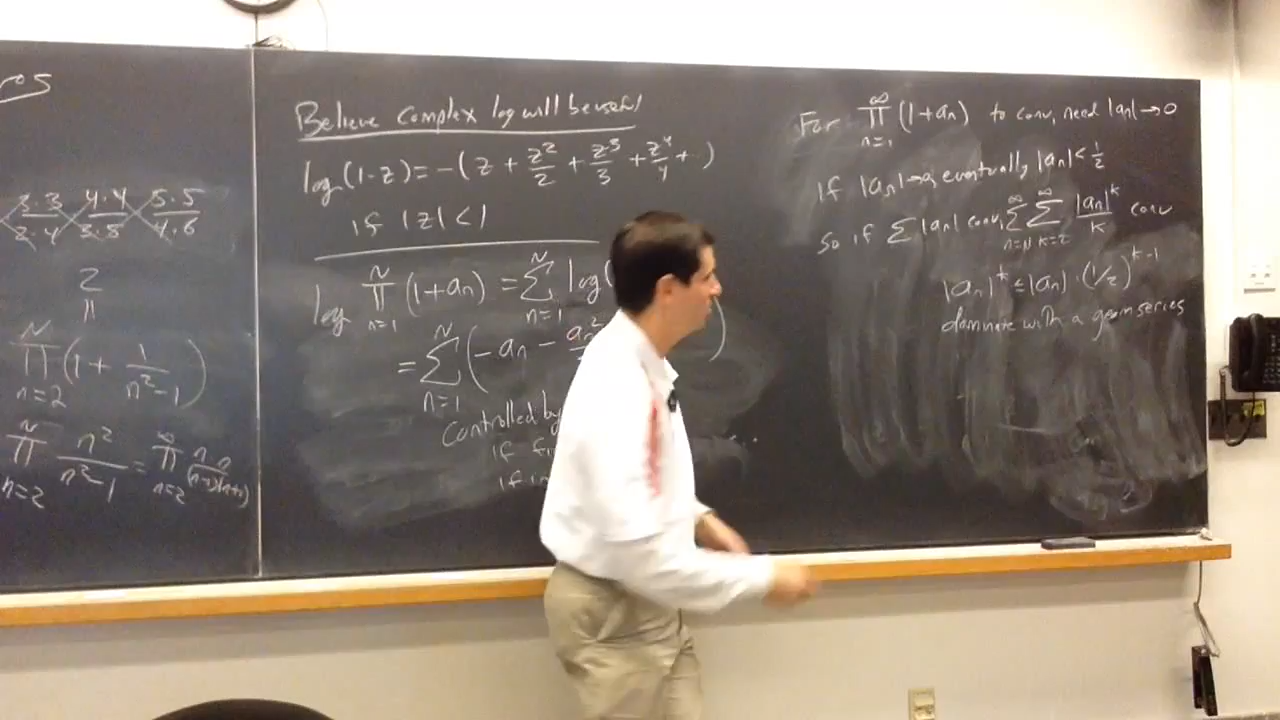 ros
3·3 4·4 5·5
2·4 3·5 4·6
2
N
∏ (1 + 1/(n²-1))
n=2
N
∏ n²/(n²-1) = ∞∏ n n/((n-1)(n+1))
n=2 n=2
Believe complex log will be useful
log(1-z) = -(z + z²/2 + z³/3 + z⁴/4 + )
if |z| < 1
log N∏n=1 (1+an) = N∑n=1 log(
= N∑n=1 (-an - an² )
Controlled by
if
if
For ∞∏n=1 (1+an) to conv, need |an| → 0
If |an| → 0, eventually |an| < 1/2
So if ∑ |an| conv, ∞∑n=N ∞∑k=2 |an|^k/k conv
|an|^k ≤ |an| · (1/2)^k-1
dominate with a geom series